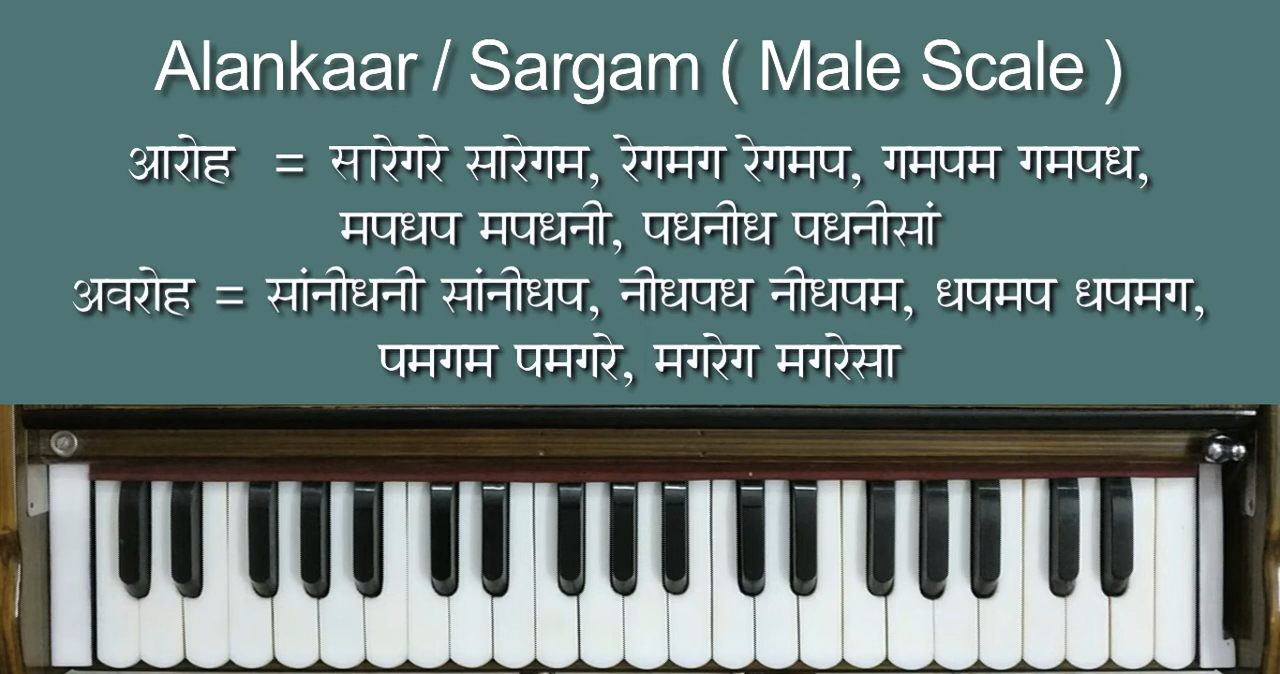 Alankaar / Sargam ( Male Scale )
आरोह = सारेगरे सारेगम, रेगमग रेगमप, गमपम गमपध,
मपधप मपधनी, पधनीध पधनीसां
अवरोह = सांनीधनी सांनीधप, नीधपध नीधपम, धपमप धपमग,
पमगम पमगरे, मगरेग मगरेसा